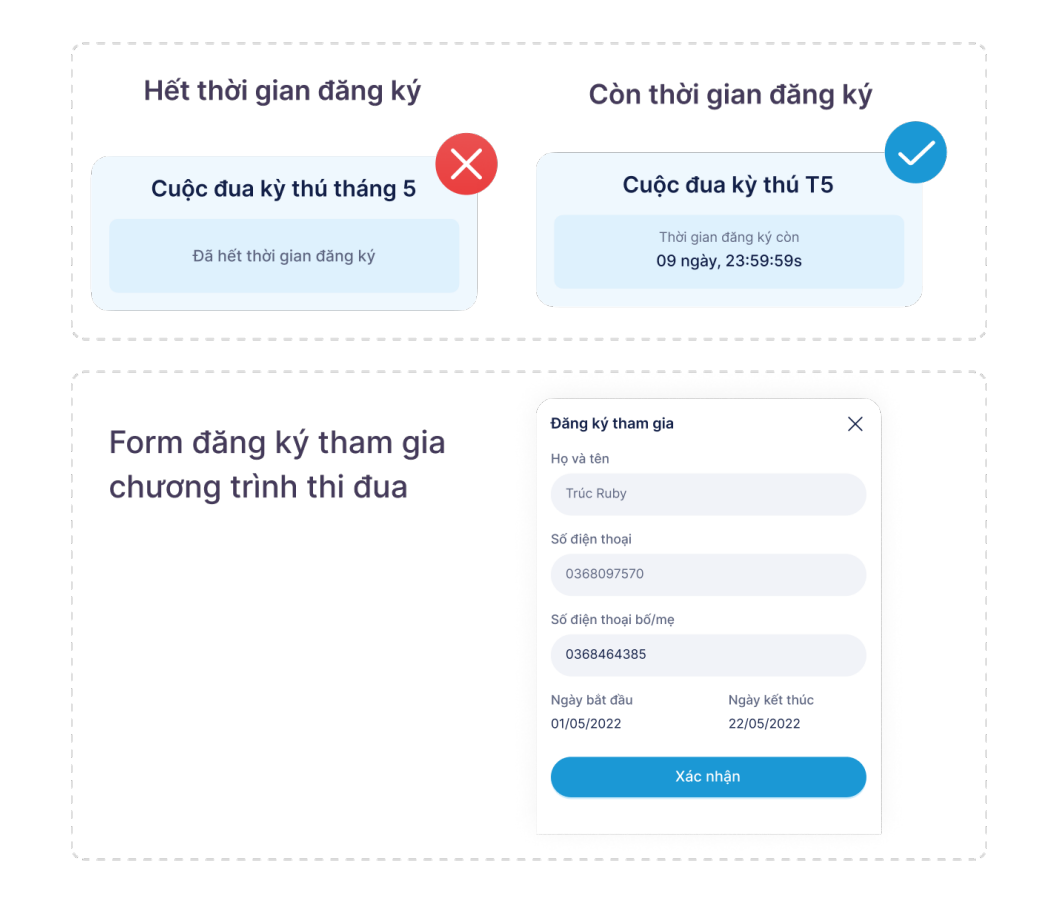 Hết thời gian đăng ký
Còn thời gian đăng ký
Cuộc đua kỳ thú tháng 5
Đã hết thời gian đăng ký
Cuộc đua kỳ thú T5
Thời gian đăng ký còn
09 ngày, 23:59:59s
Form đăng ký tham gia
chương trình thi đua
Đăng ký tham gia
Họ và tên
Trúc Ruby
Số điện thoại
0368097570
Số điện thoại bố/mẹ
0368464385
Ngày bắt đầu
Ngày kết thúc
01/05/2022
22/05/2022
Xác nhận